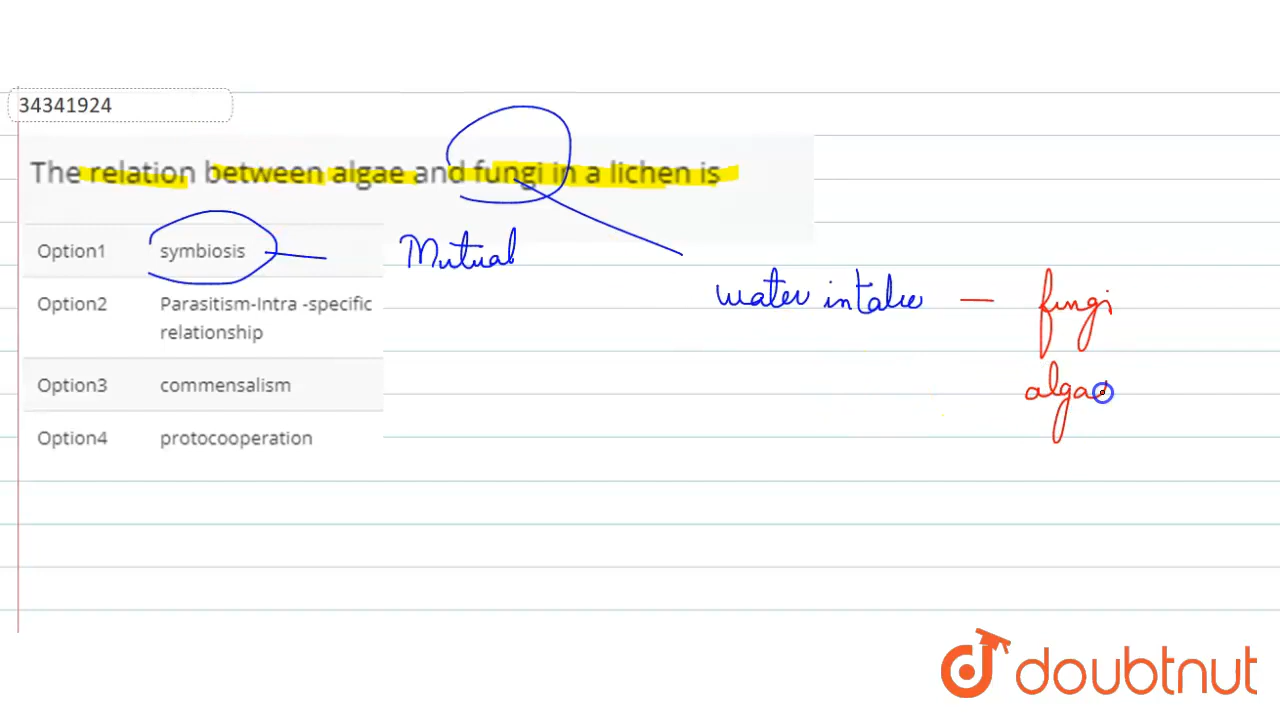 34341924
The relation between algae and fungi in a lichen is
Option1 symbiosis
Mutual
Option2 Parasitism-Intra -specific relationship
water intake — fungi
Option3 commensalism
algae
Option4 protocooperation
doubtnut